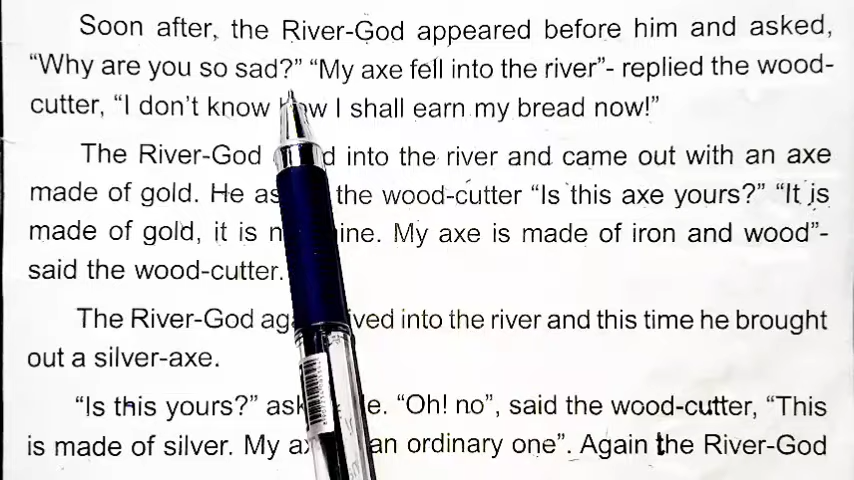 Soon after, the River-God appeared before him and asked,
“Why are you so sad?” “My axe fell into the river”- replied the wood-
cutter, “I don’t know how I shall earn my bread now!”
The River-God into the river and came out with an axe
made of gold. He the wood-cutter “Is this axe yours?” “It is
made of gold, it is mine. My axe is made of iron and wood”-
said the wood-cutter.
The River-God again dived into the river and this time he brought
out a silver-axe.
“Is this yours?” “Oh! no”, said the wood-cutter, “This
is made of silver. My an ordinary one”. Again the River-God